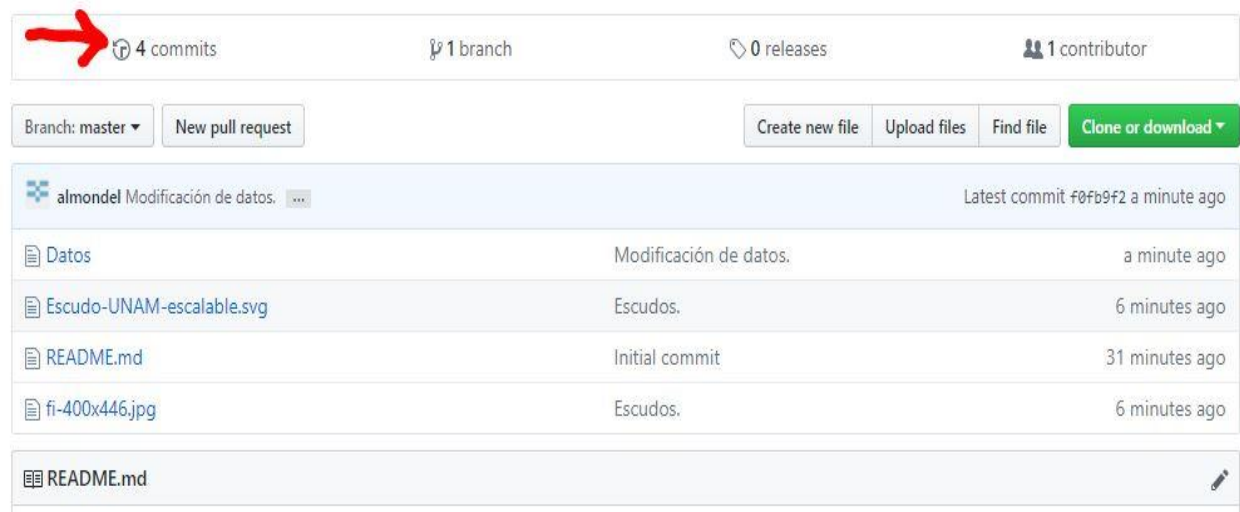 4 commits 1 branch 0 releases 1 contributor
Branch: master New pull request Create new file Upload files Find file Clone or download
almondel Modificación de datos. ... Latest commit f0fb9f2 a minute ago
Datos Modificación de datos. a minute ago
Escudo-UNAM-escalable.svg Escudos. 6 minutes ago
README.md Initial commit 31 minutes ago
fi-400x446.jpg Escudos. 6 minutes ago
README.md